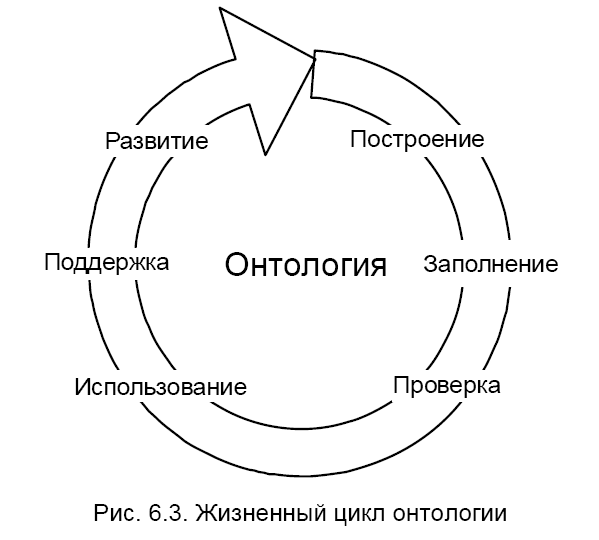 Развитие
Построение
Поддержка
Онтология
Заполнение
Использование
Проверка
Рис. 6.3. Жизненный цикл онтологии